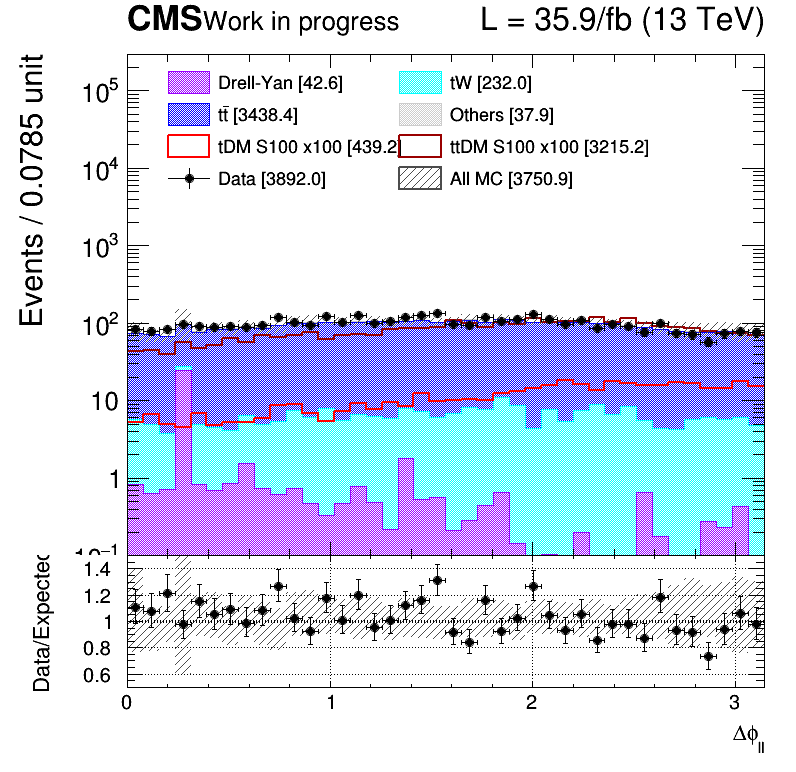 CMS Work in progress L = 35.9/fb (13 TeV)
Events / 0.0785 unit
Drell-Yan [42.6] tW [232.0]
tt̄ [3438.4] Others [37.9]
tDM S100 x100 [439.2] ttDM S100 x100 [3215.2]
Data [3892.0] All MC [3750.9]
10⁵
10⁴
10³
10²
10
1
10⁻¹
Data/Expected
1.4
1.2
1
0.8
0.6
0 1 2 3
Δϕ_ll